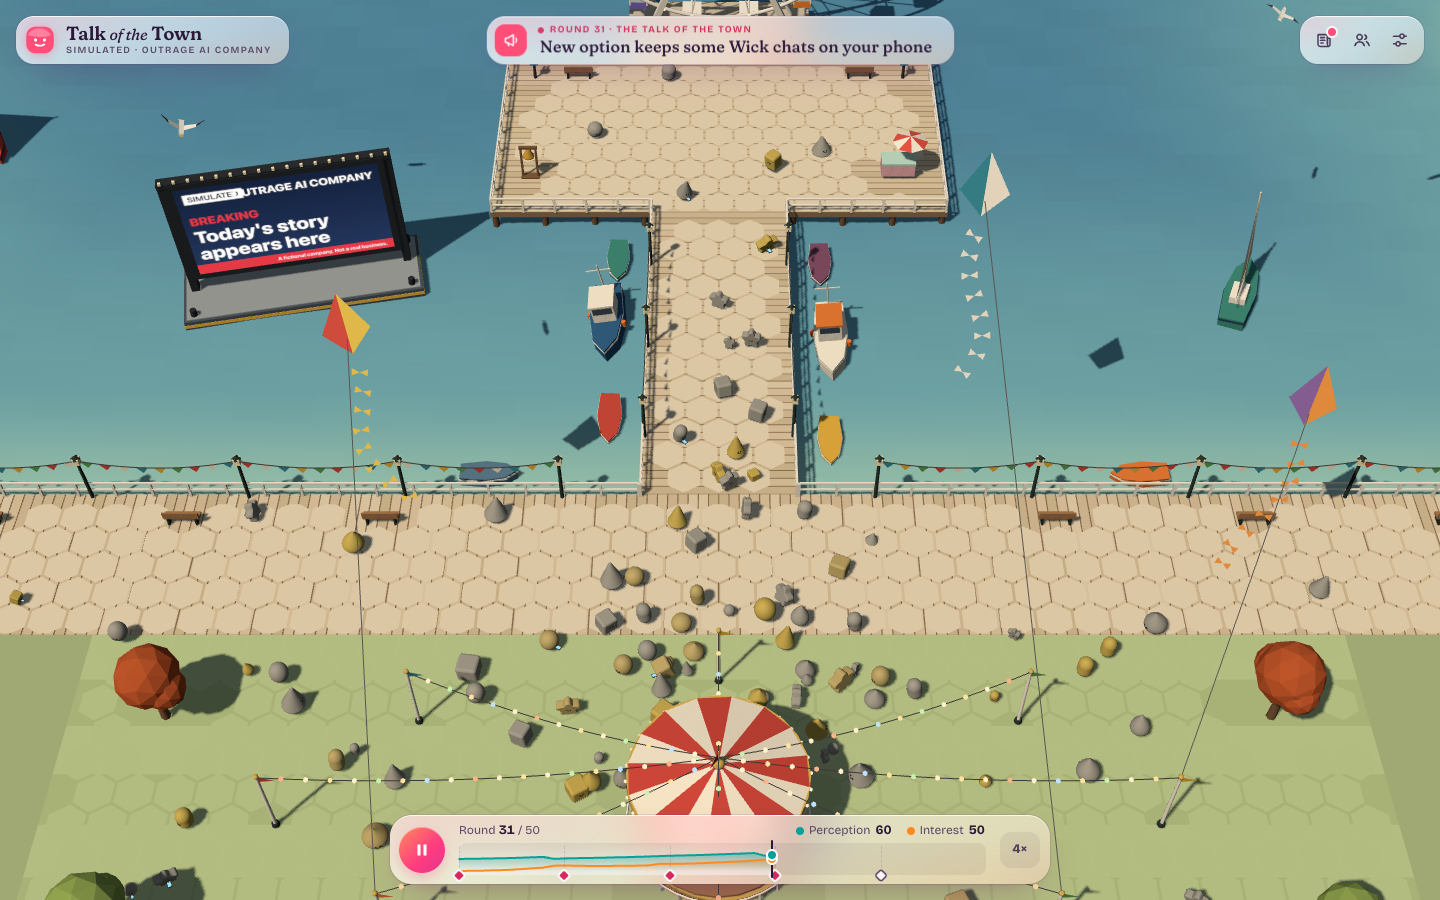 Talk of the Town
SIMULATED · OUTRAGE AI COMPANY
ROUND 31 · THE TALK OF THE TOWN
New option keeps some Wick chats on your phone
SIMULATE
UTRAGE AI COMPANY
BREAKING
Today's story
appears here
A fictional company. Not a real business.
Round 31 / 50
Perception 60
Interest 50
4×